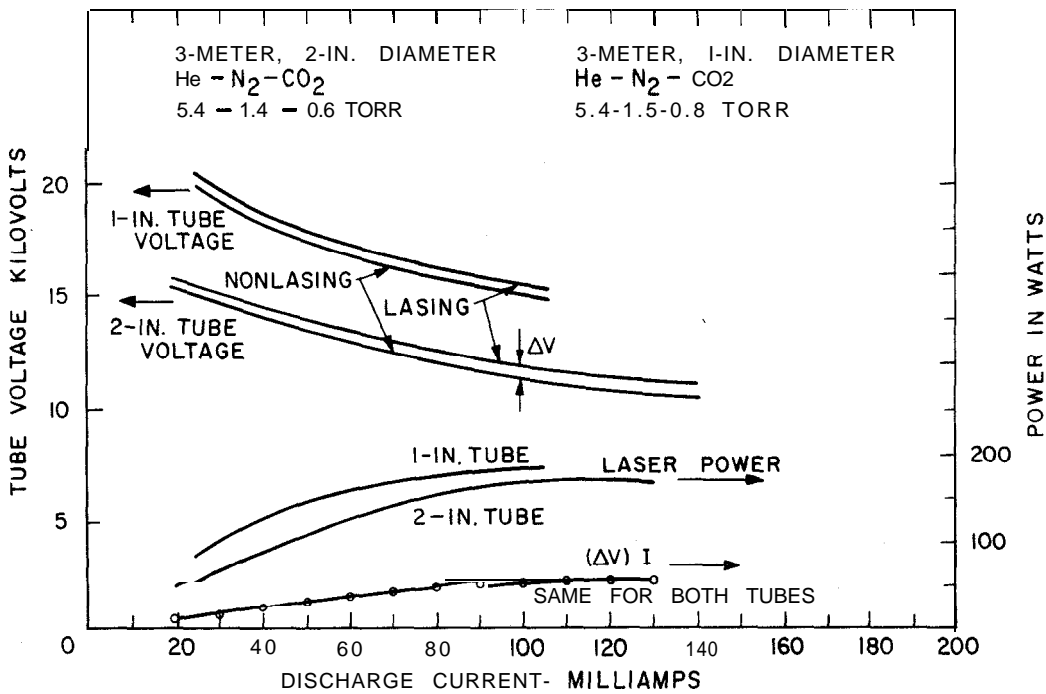 3-METER, 2-IN. DIAMETER
He - N2-CO2
5.4 - 1.4 - 0.6 TORR
3-METER, 1-IN. DIAMETER
He - N2 - CO2
5.4-1.5-0.8 TORR
TUBE VOLTAGE KILOVOLTS
20
15
10
5
0
1-IN. TUBE
VOLTAGE
2-IN. TUBE
VOLTAGE
NONLASING
LASING
ΔV
1-IN. TUBE
LASER POWER
2-IN. TUBE
(ΔV) I
SAME FOR BOTH TUBES
POWER IN WATTS
200
100
20
40
60
80
100
120
140
160
180
200
DISCHARGE CURRENT- MILLIAMPS